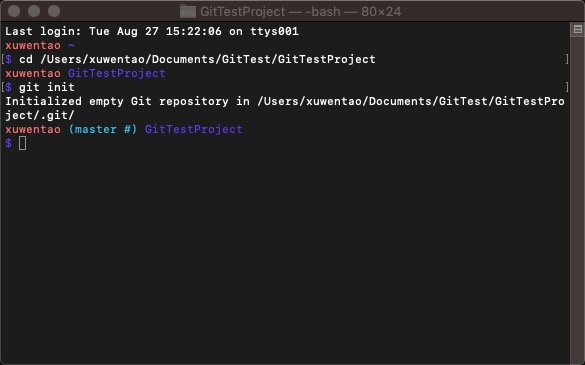 GitTestProject — -bash — 80×24
Last login: Tue Aug 27 15:22:06 on ttys001
xuwentao ~
[$ cd /Users/xuwentao/Documents/GitTest/GitTestProject ]
xuwentao GitTestProject
[$ git init ]
Initialized empty Git repository in /Users/xuwentao/Documents/GitTest/GitTestPro
ject/.git/
xuwentao (master #) GitTestProject
$